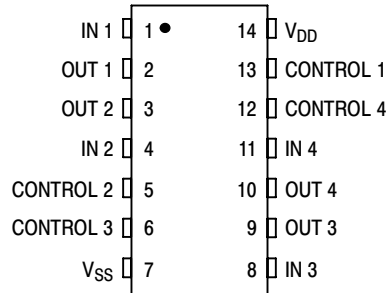 IN 1 1 14 VDD
OUT 1 2 13 CONTROL 1
OUT 2 3 12 CONTROL 4
IN 2 4 11 IN 4
CONTROL 2 5 10 OUT 4
CONTROL 3 6 9 OUT 3
VSS 7 8 IN 3